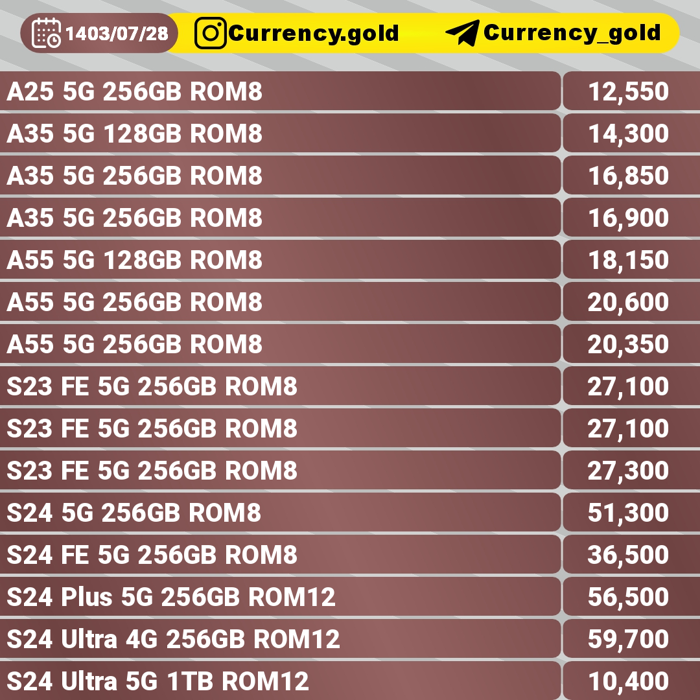 1403/07/28 Currency.gold Currency_gold
A25 5G 256GB ROM8 12,550
A35 5G 128GB ROM8 14,300
A35 5G 256GB ROM8 16,850
A35 5G 256GB ROM8 16,900
A55 5G 128GB ROM8 18,150
A55 5G 256GB ROM8 20,600
A55 5G 256GB ROM8 20,350
S23 FE 5G 256GB ROM8 27,100
S23 FE 5G 256GB ROM8 27,100
S23 FE 5G 256GB ROM8 27,300
S24 5G 256GB ROM8 51,300
S24 FE 5G 256GB ROM8 36,500
S24 Plus 5G 256GB ROM12 56,500
S24 Ultra 4G 256GB ROM12 59,700
S24 Ultra 5G 1TB ROM12 10,400